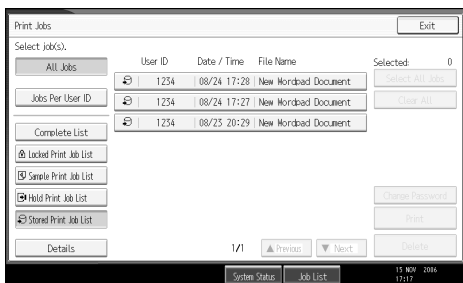 Print Jobs
Exit
Select job(s).
All Jobs
Jobs Per User ID
Complete List
Locked Print Job List
Sample Print Job List
Hold Print Job List
Stored Print Job List
Details
User ID Date / Time File Name
1234 08/24 17:28 New Wordpad Document
1234 08/24 17:27 New Wordpad Document
1234 08/23 20:29 New Wordpad Document
1/1 ▲Previous ▼Next
Selected: 0
Select All Jobs
Clear All
Change Password
Print
Delete
System Status Job List
15 NOV 2006
17:17